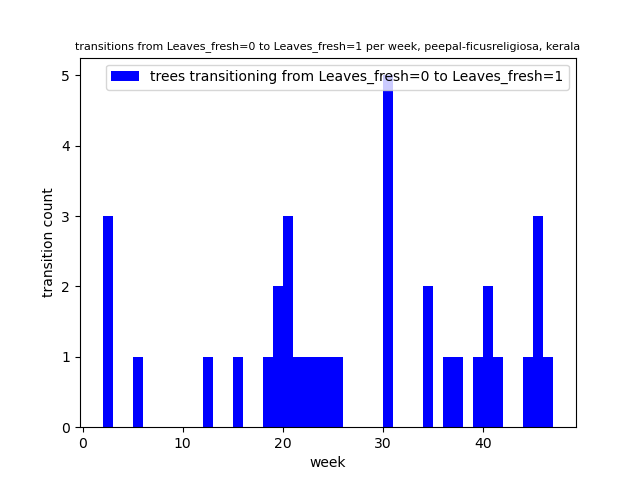 transitions from Leaves_fresh=0 to Leaves_fresh=1 per week, peepal-ficusreligiosa, kerala
trees transitioning from Leaves_fresh=0 to Leaves_fresh=1
5
4
3
2
1
0
transition count
0 10 20 30 40
week